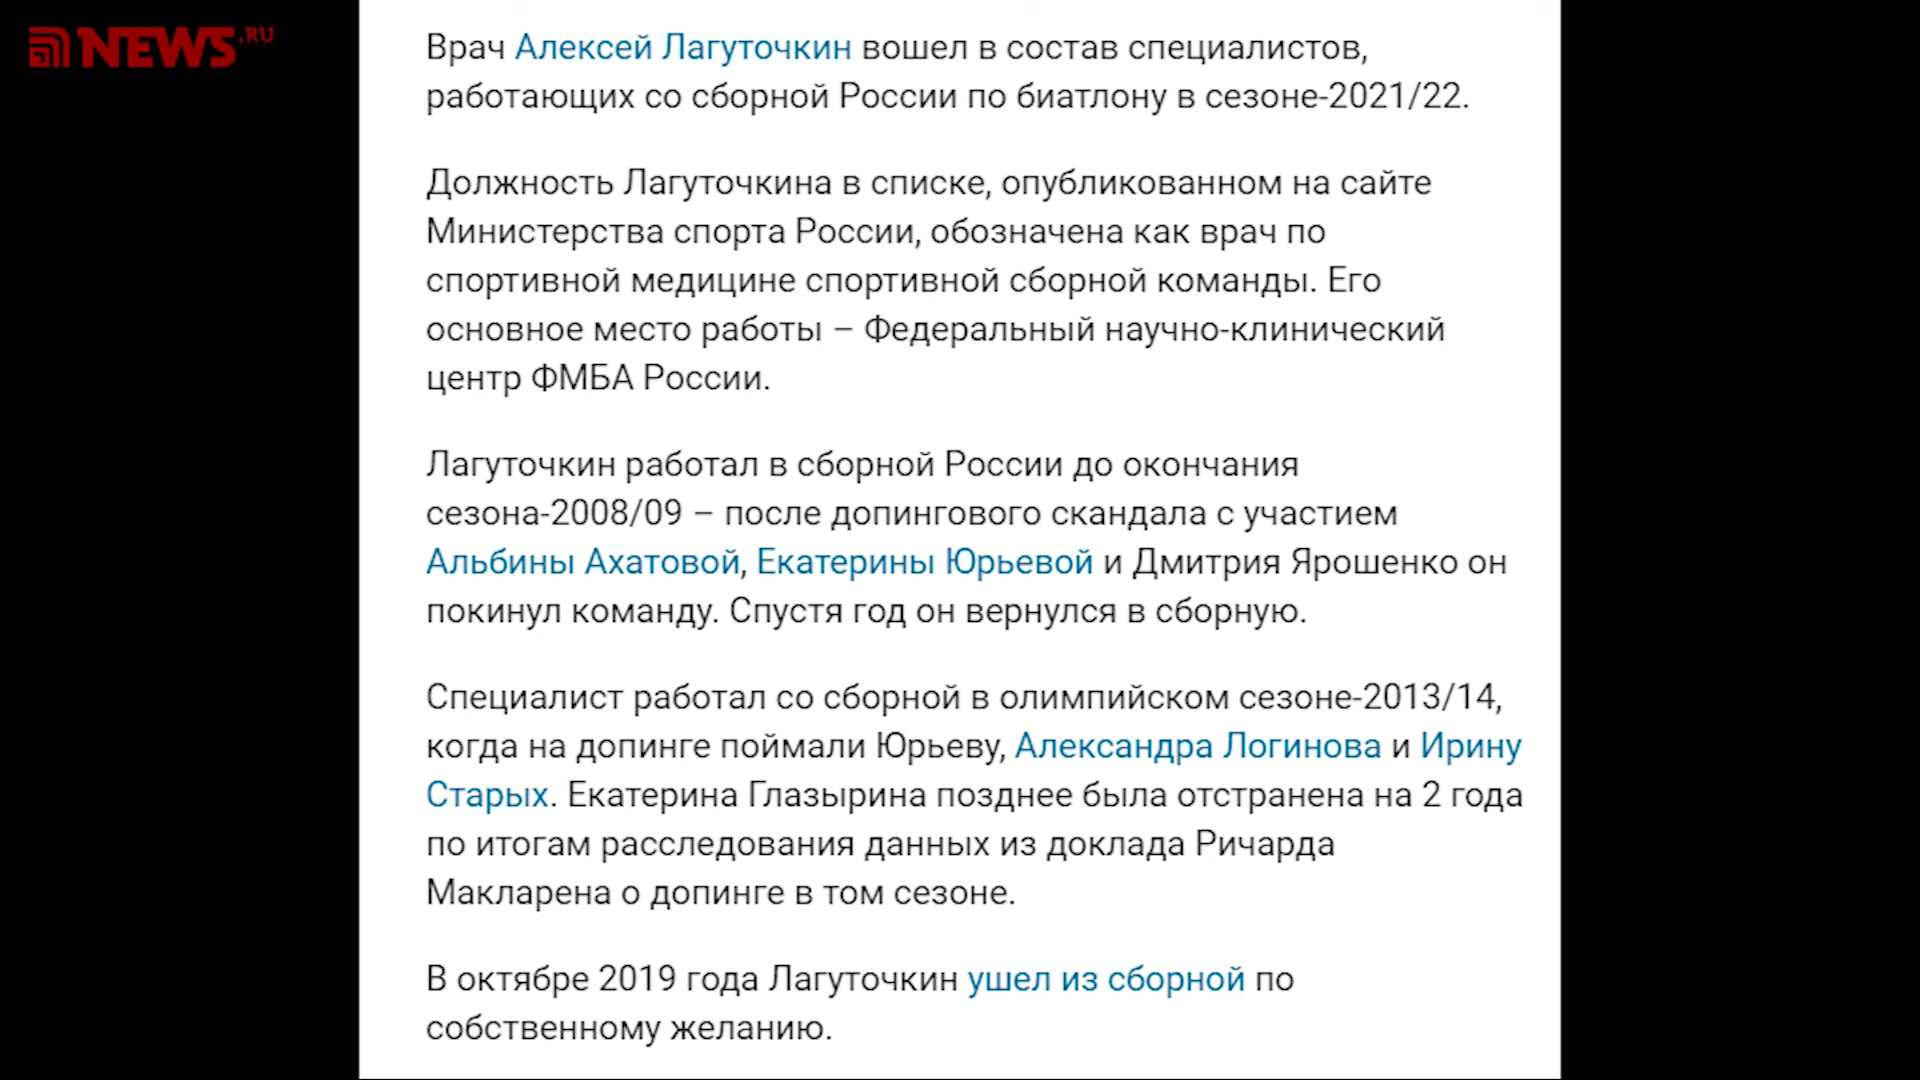 NEWS.RU
Врач Алексей Лагуточкин вошел в состав специалистов,
работающих со сборной России по биатлону в сезоне-2021/22.
Должность Лагуточкина в списке, опубликованном на сайте
Министерства спорта России, обозначена как врач по
спортивной медицине спортивной сборной команды. Его
основное место работы – Федеральный научно-клинический
центр ФМБА России.
Лагуточкин работал в сборной России до окончания
сезона-2008/09 – после допингового скандала с участием
Альбины Ахатовой, Екатерины Юрьевой и Дмитрия Ярошенко он
покинул команду. Спустя год он вернулся в сборную.
Специалист работал со сборной в олимпийском сезоне-2013/14,
когда на допинге поймали Юрьеву, Александра Логинова и Ирину
Старых. Екатерина Глазырина позднее была отстранена на 2 года
по итогам расследования данных из доклада Ричарда
Макларена о допинге в том сезоне.
В октябре 2019 года Лагуточкин ушел из сборной по
собственному желанию.